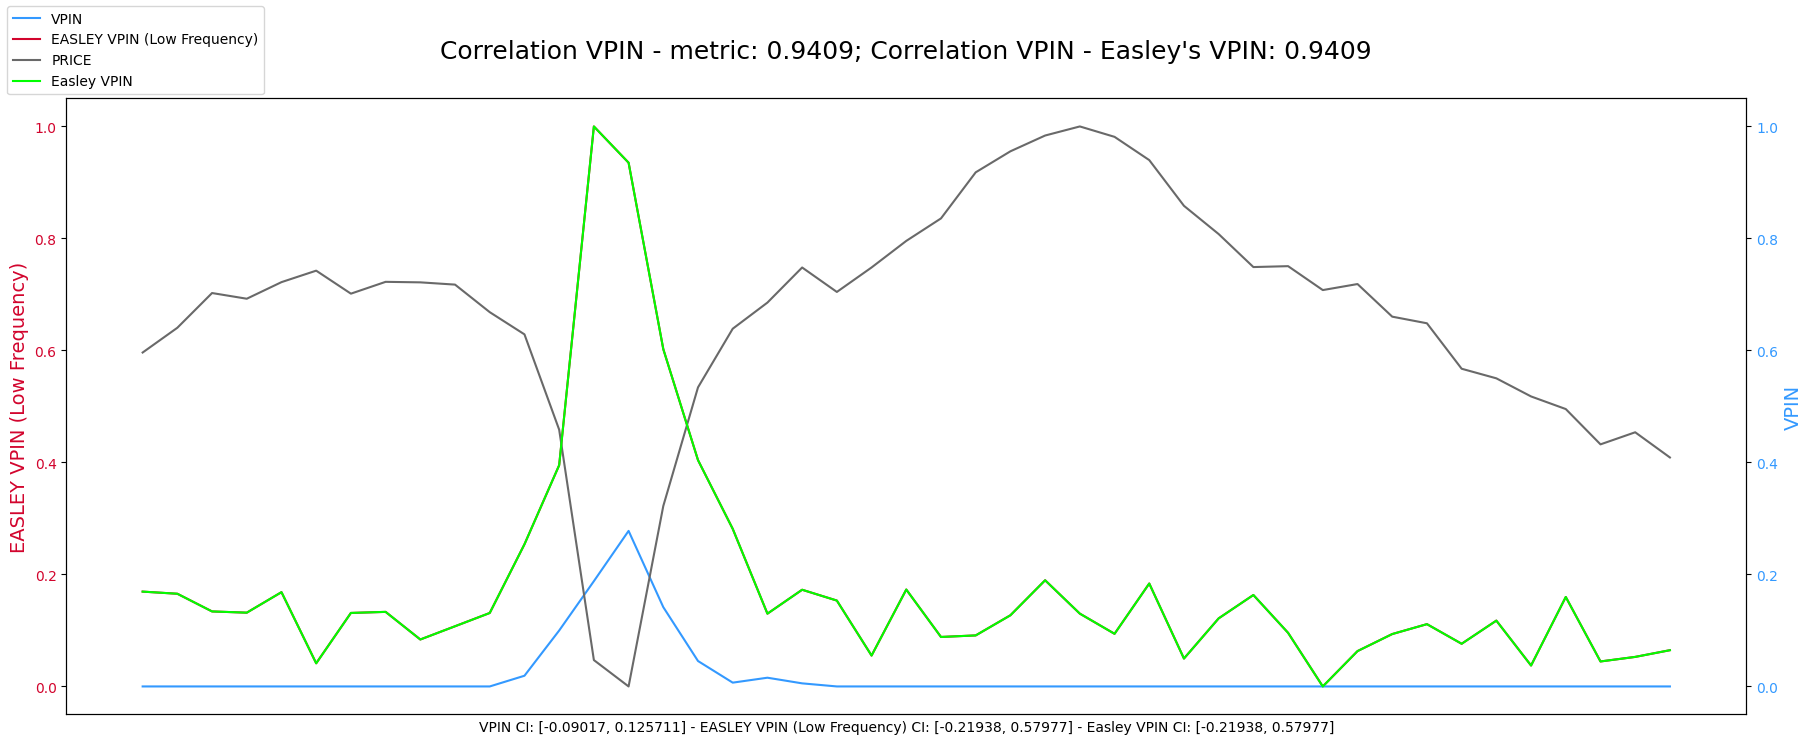 VPIN
EASLEY VPIN (Low Frequency)
PRICE
Easley VPIN
Correlation VPIN - metric: 0.9409; Correlation VPIN - Easley's VPIN: 0.9409
EASLEY VPIN (Low Frequency)
1.0
0.8
0.6
0.4
0.2
0.0
1.0
0.8
0.6
0.4
0.2
0.0
VPIN
VPIN CI: [-0.09017, 0.125711] - EASLEY VPIN (Low Frequency) CI: [-0.21938, 0.57977] - Easley VPIN CI: [-0.21938, 0.57977]